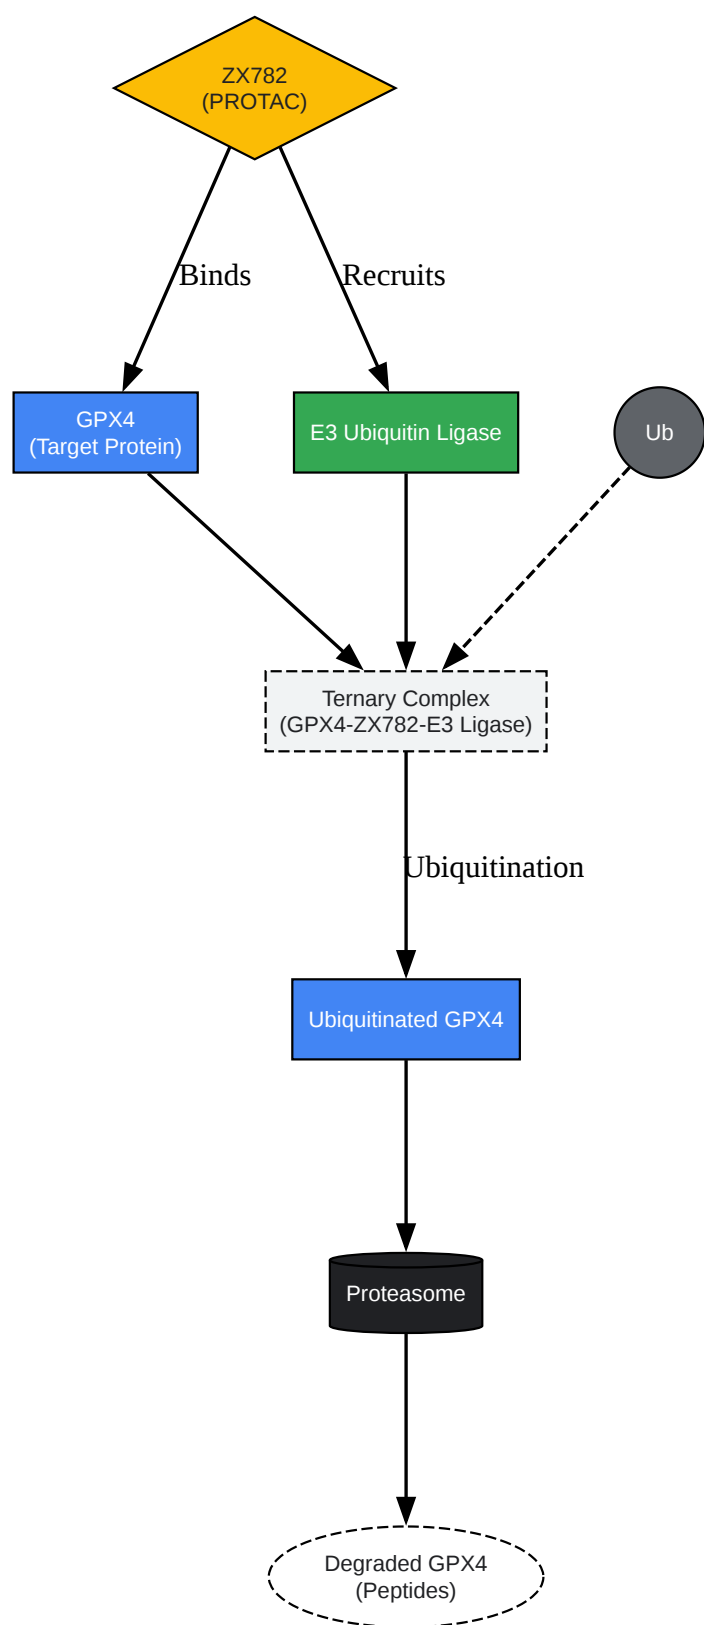 ZX782
(PROTAC)
Binds
Recruits
GPX4
(Target Protein)
E3 Ubiquitin Ligase
Ub
Ternary Complex
(GPX4-ZX782-E3 Ligase)
Ubiquitination
Ubiquitinated GPX4
Proteasome
Degraded GPX4
(Peptides)